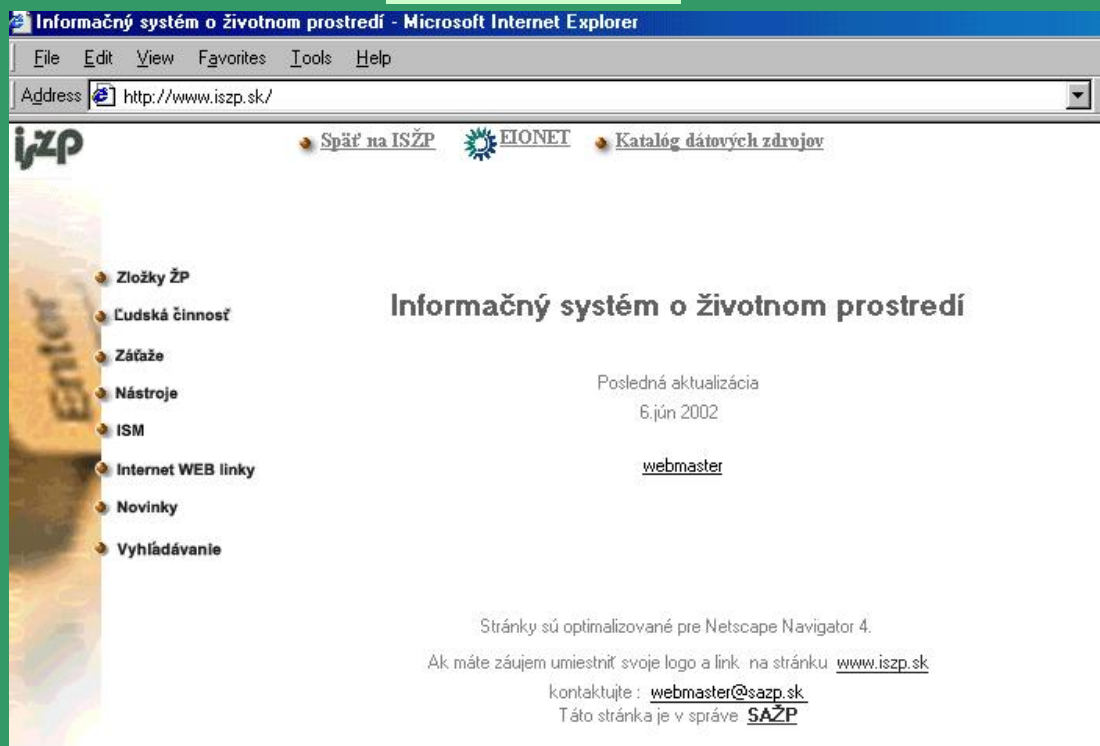 Informačný systém o životnom prostredí - Microsoft Internet Explorer
File Edit View Favorites Tools Help
Address http://www.iszp.sk/
iszp Späť na ISŽP EIONET Katalóg dátových zdrojov
Enter
Zložky ŽP
Ľudská činnosť
Záťaže
Nástroje
ISM
Internet WEB linky
Novinky
Vyhľadávanie
Informačný systém o životnom prostredí
Posledná aktualizácia
6.jún 2002
webmaster
Stránky sú optimalizované pre Netscape Navigator 4.
Ak máte záujem umiestniť svoje logo a link na stránku www.iszp.sk
kontaktujte : webmaster@sazp.sk
Táto stránka je v správe SAŽP